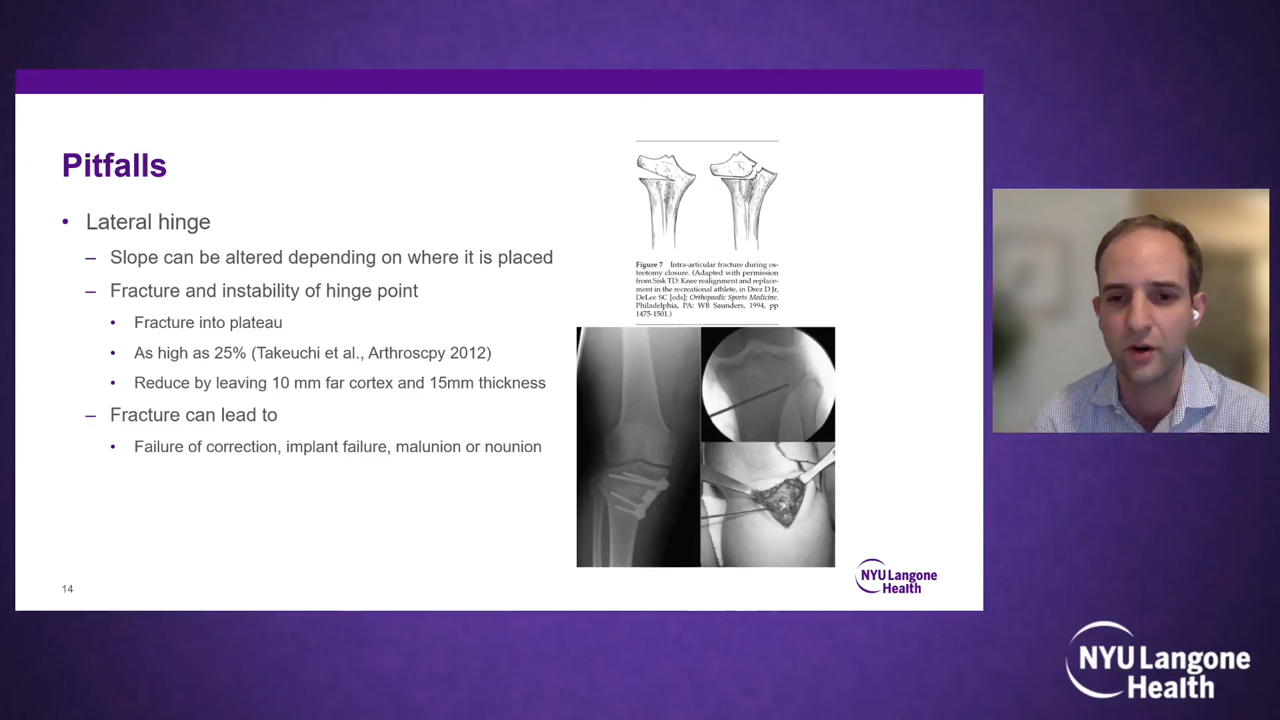 Pitfalls
• Lateral hinge
– Slope can be altered depending on where it is placed
– Fracture and instability of hinge point
• Fracture into plateau
• As high as 25% (Takeuchi et al., Arthroscpy 2012)
• Reduce by leaving 10 mm far cortex and 15mm thickness
– Fracture can lead to
• Failure of correction, implant failure, malunion or nounion
14
Figure 7 Intra-articular fracture during os-
teotomy closure. (Adapted with permission
from Sisk TD: Knee realignment and replace-
ment in the recreational athlete, in Drez D Jr,
DeLee SC [eds]: Orthopaedic Sports Medicine.
Philadelphia, PA: WB Saunders, 1994, pp
1475-1501.)
NYU Langone
Health
NYU Langone
Health